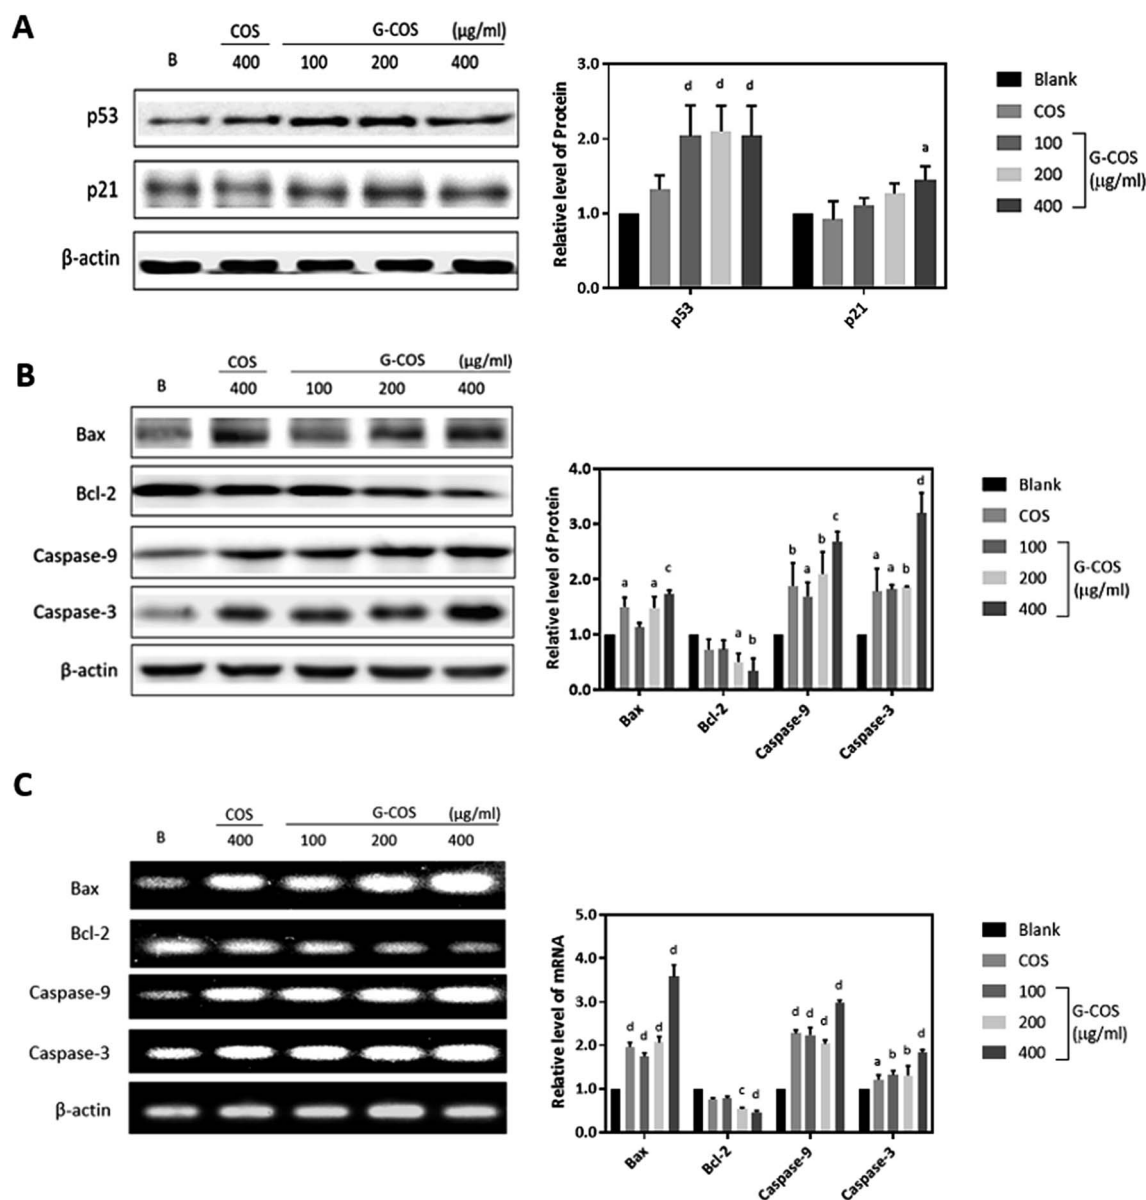 A
COS G-COS (μg/ml)
B 400 100 200 400
p53
p21
β-actin
Relative level of Protein
3.0
2.0
1.0
0.0
d d d
a
p53 p21
Blank
COS
100
200
400
G-COS
(μg/ml)
B
COS G-COS (μg/ml)
B 400 100 200 400
Bax
Bcl-2
Caspase-9
Caspase-3
β-actin
Relative level of Protein
4.0
3.0
2.0
1.0
0.0
a a c
a b
b a b c
a a b d
Bax Bcl-2 Caspase-9 Caspase-3
Blank
COS
100
200
400
G-COS
(μg/ml)
C
COS G-COS (μg/ml)
B 400 100 200 400
Bax
Bcl-2
Caspase-9
Caspase-3
β-actin
Relative level of mRNA
5.0
4.0
3.0
2.0
1.0
0.0
d d d d
c d
d d d d
a b b d
Bax Bcl-2 Caspase-9 Caspase-3
Blank
COS
100
200
400
G-COS
(μg/ml)